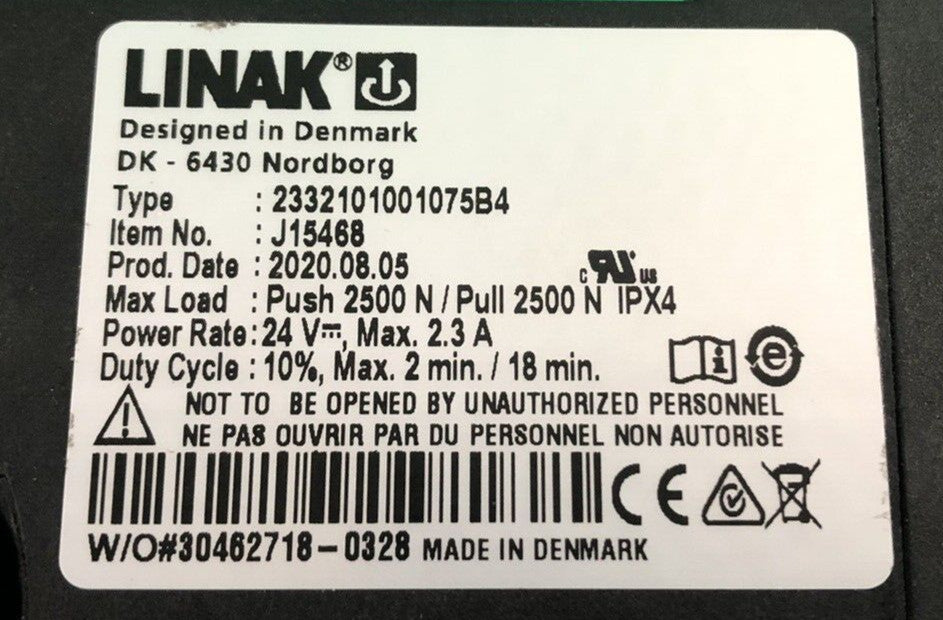 LINAK®
Designed in Denmark
DK - 6430 Nordborg
Type : 2332101001075B4
Item No. : J15468
Prod. Date : 2020.08.05
Max Load : Push 2500 N / Pull 2500 N IPX4
c RU us
Power Rate : 24 V⎓, Max. 2.3 A
Duty Cycle : 10%, Max. 2 min. / 18 min.
i e
NOT TO BE OPENED BY UNAUTHORIZED PERSONNEL
NE PAS OUVRIR PAR DU PERSONNEL NON AUTORISE
CE
W/O#30462718-0328 MADE IN DENMARK